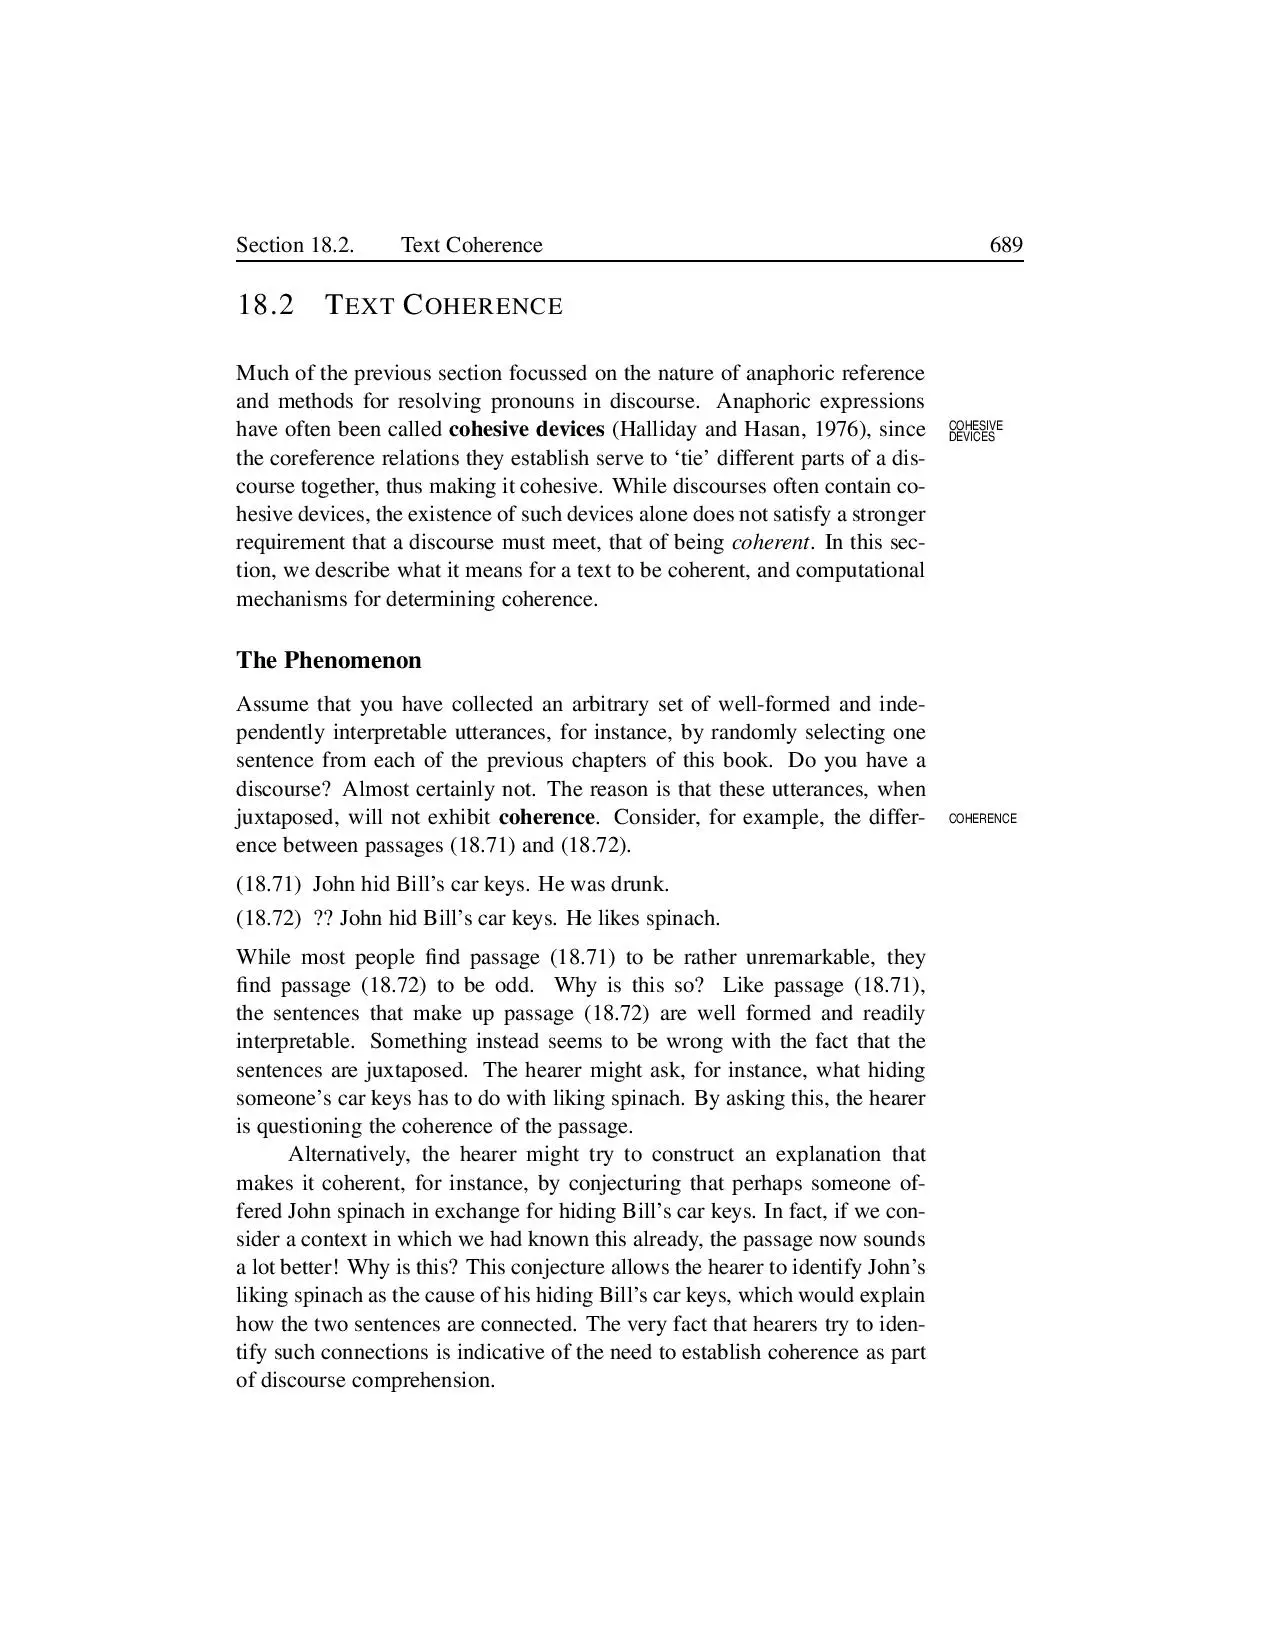 Section 18.2. Text Coherence 689
18.2 TEXT COHERENCE
Much of the previous section focussed on the nature of anaphoric reference
and methods for resolving pronouns in discourse. Anaphoric expressions
have often been called cohesive devices (Halliday and Hasan, 1976), since
COHESIVE
DEVICES
the coreference relations they establish serve to ‘tie’ different parts of a dis-
course together, thus making it cohesive. While discourses often contain co-
hesive devices, the existence of such devices alone does not satisfy a stronger
requirement that a discourse must meet, that of being coherent. In this sec-
tion, we describe what it means for a text to be coherent, and computational
mechanisms for determining coherence.
The Phenomenon
Assume that you have collected an arbitrary set of well-formed and inde-
pendently interpretable utterances, for instance, by randomly selecting one
sentence from each of the previous chapters of this book. Do you have a
discourse? Almost certainly not. The reason is that these utterances, when
juxtaposed, will not exhibit coherence. Consider, for example, the differ-
COHERENCE
ence between passages (18.71) and (18.72).
(18.71) John hid Bill’s car keys. He was drunk.
(18.72) ?? John hid Bill’s car keys. He likes spinach.
While most people find passage (18.71) to be rather unremarkable, they
find passage (18.72) to be odd. Why is this so? Like passage (18.71),
the sentences that make up passage (18.72) are well formed and readily
interpretable. Something instead seems to be wrong with the fact that the
sentences are juxtaposed. The hearer might ask, for instance, what hiding
someone’s car keys has to do with liking spinach. By asking this, the hearer
is questioning the coherence of the passage.
Alternatively, the hearer might try to construct an explanation that
makes it coherent, for instance, by conjecturing that perhaps someone of-
fered John spinach in exchange for hiding Bill’s car keys. In fact, if we con-
sider a context in which we had known this already, the passage now sounds
a lot better! Why is this? This conjecture allows the hearer to identify John’s
liking spinach as the cause of his hiding Bill’s car keys, which would explain
how the two sentences are connected. The very fact that hearers try to iden-
tify such connections is indicative of the need to establish coherence as part
of discourse comprehension.